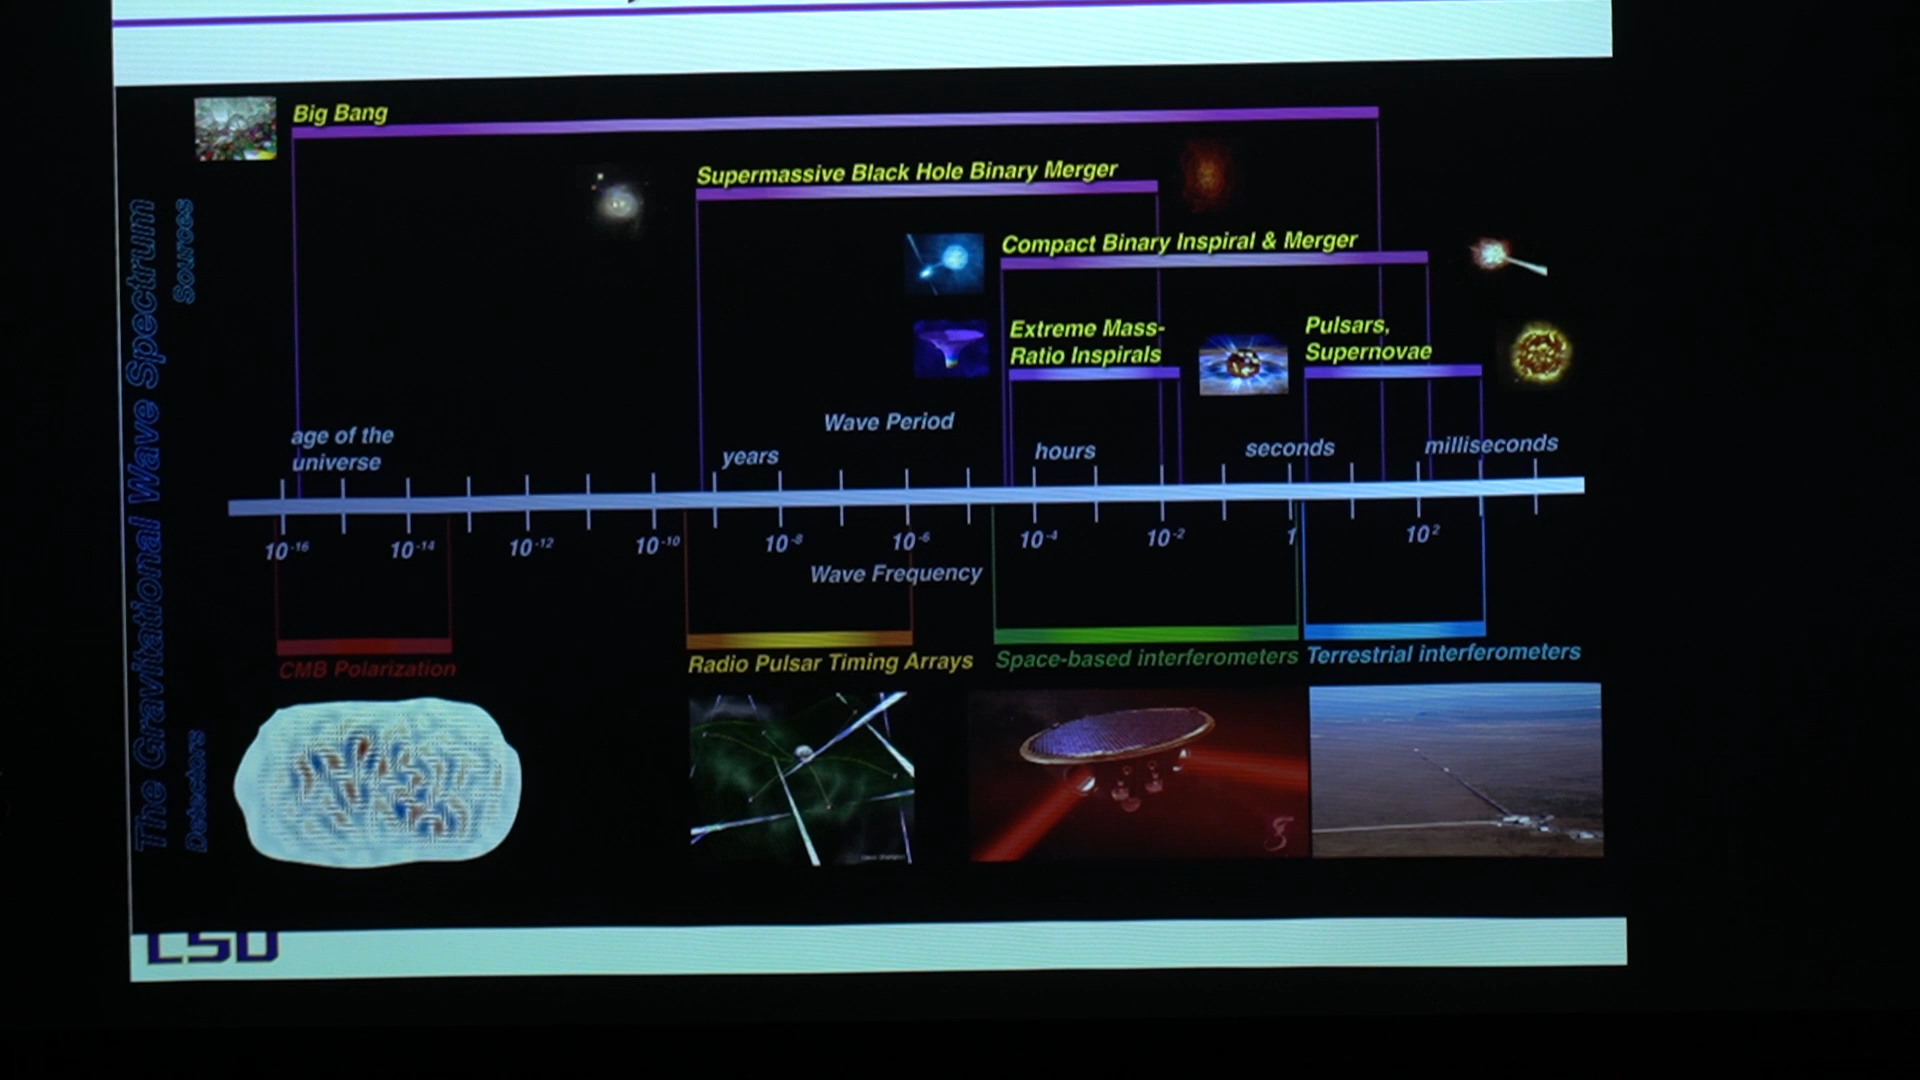 The Gravitational Wave Spectrum
Sources
Detectors
Big Bang
Supermassive Black Hole Binary Merger
Compact Binary Inspiral & Merger
Extreme Mass-
Ratio Inspirals
Pulsars,
Supernovae
Wave Period
age of the
universe
years
hours
seconds
milliseconds
10⁻¹⁶ 10⁻¹⁴ 10⁻¹² 10⁻¹⁰ 10⁻⁸ 10⁻⁶ 10⁻⁴ 10⁻² 1 10²
Wave Frequency
CMB Polarization
Radio Pulsar Timing Arrays
Space-based interferometers
Terrestrial interferometers
LSU